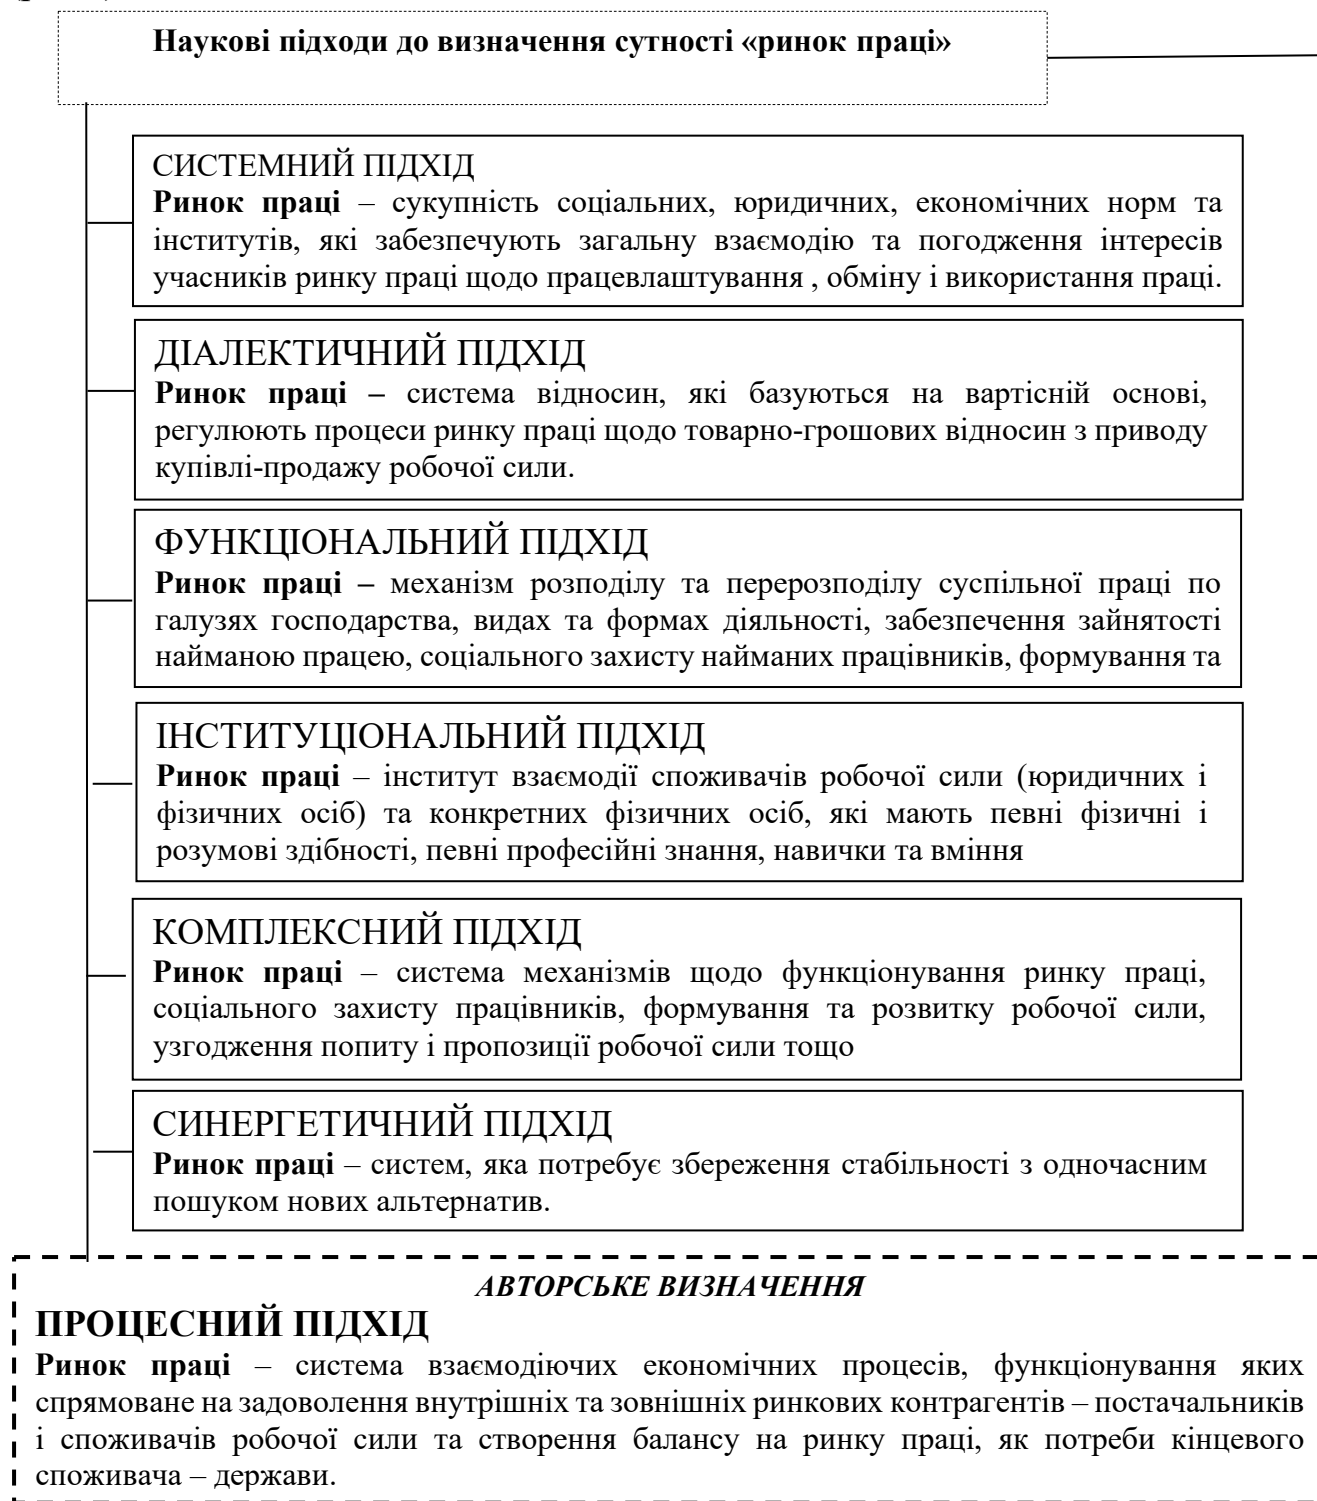 Наукові підходи до визначення сутності «ринок праці»
СИСТЕМНИЙ ПІДХІД
Ринок праці – сукупність соціальних, юридичних, економічних норм та
інститутів, які забезпечують загальну взаємодію та погодження інтересів
учасників ринку праці щодо працевлаштування , обміну і використання праці.
ДІАЛЕКТИЧНИЙ ПІДХІД
Ринок праці – система відносин, які базуються на вартісній основі,
регулюють процеси ринку праці щодо товарно-грошових відносин з приводу
купівлі-продажу робочої сили.
ФУНКЦІОНАЛЬНИЙ ПІДХІД
Ринок праці – механізм розподілу та перерозподілу суспільної праці по
галузях господарства, видах та формах діяльності, забезпечення зайнятості
найманою працею, соціального захисту найманих працівників, формування та
ІНСТИТУЦІОНАЛЬНИЙ ПІДХІД
Ринок праці – інститут взаємодії споживачів робочої сили (юридичних і
фізичних осіб) та конкретних фізичних осіб, які мають певні фізичні і
розумові здібності, певні професійні знання, навички та вміння
КОМПЛЕКСНИЙ ПІДХІД
Ринок праці – система механізмів щодо функціонування ринку праці,
соціального захисту працівників, формування та розвитку робочої сили,
узгодження попиту і пропозиції робочої сили тощо
СИНЕРГЕТИЧНИЙ ПІДХІД
Ринок праці – систем, яка потребує збереження стабільності з одночасним
пошуком нових альтернатив.
АВТОРСЬКЕ ВИЗНАЧЕННЯ
ПРОЦЕСНИЙ ПІДХІД
Ринок праці – система взаємодіючих економічних процесів, функціонування яких
спрямоване на задоволення внутрішніх та зовнішніх ринкових контрагентів – постачальників
і споживачів робочої сили та створення балансу на ринку праці, як потреби кінцевого
споживача – держави.